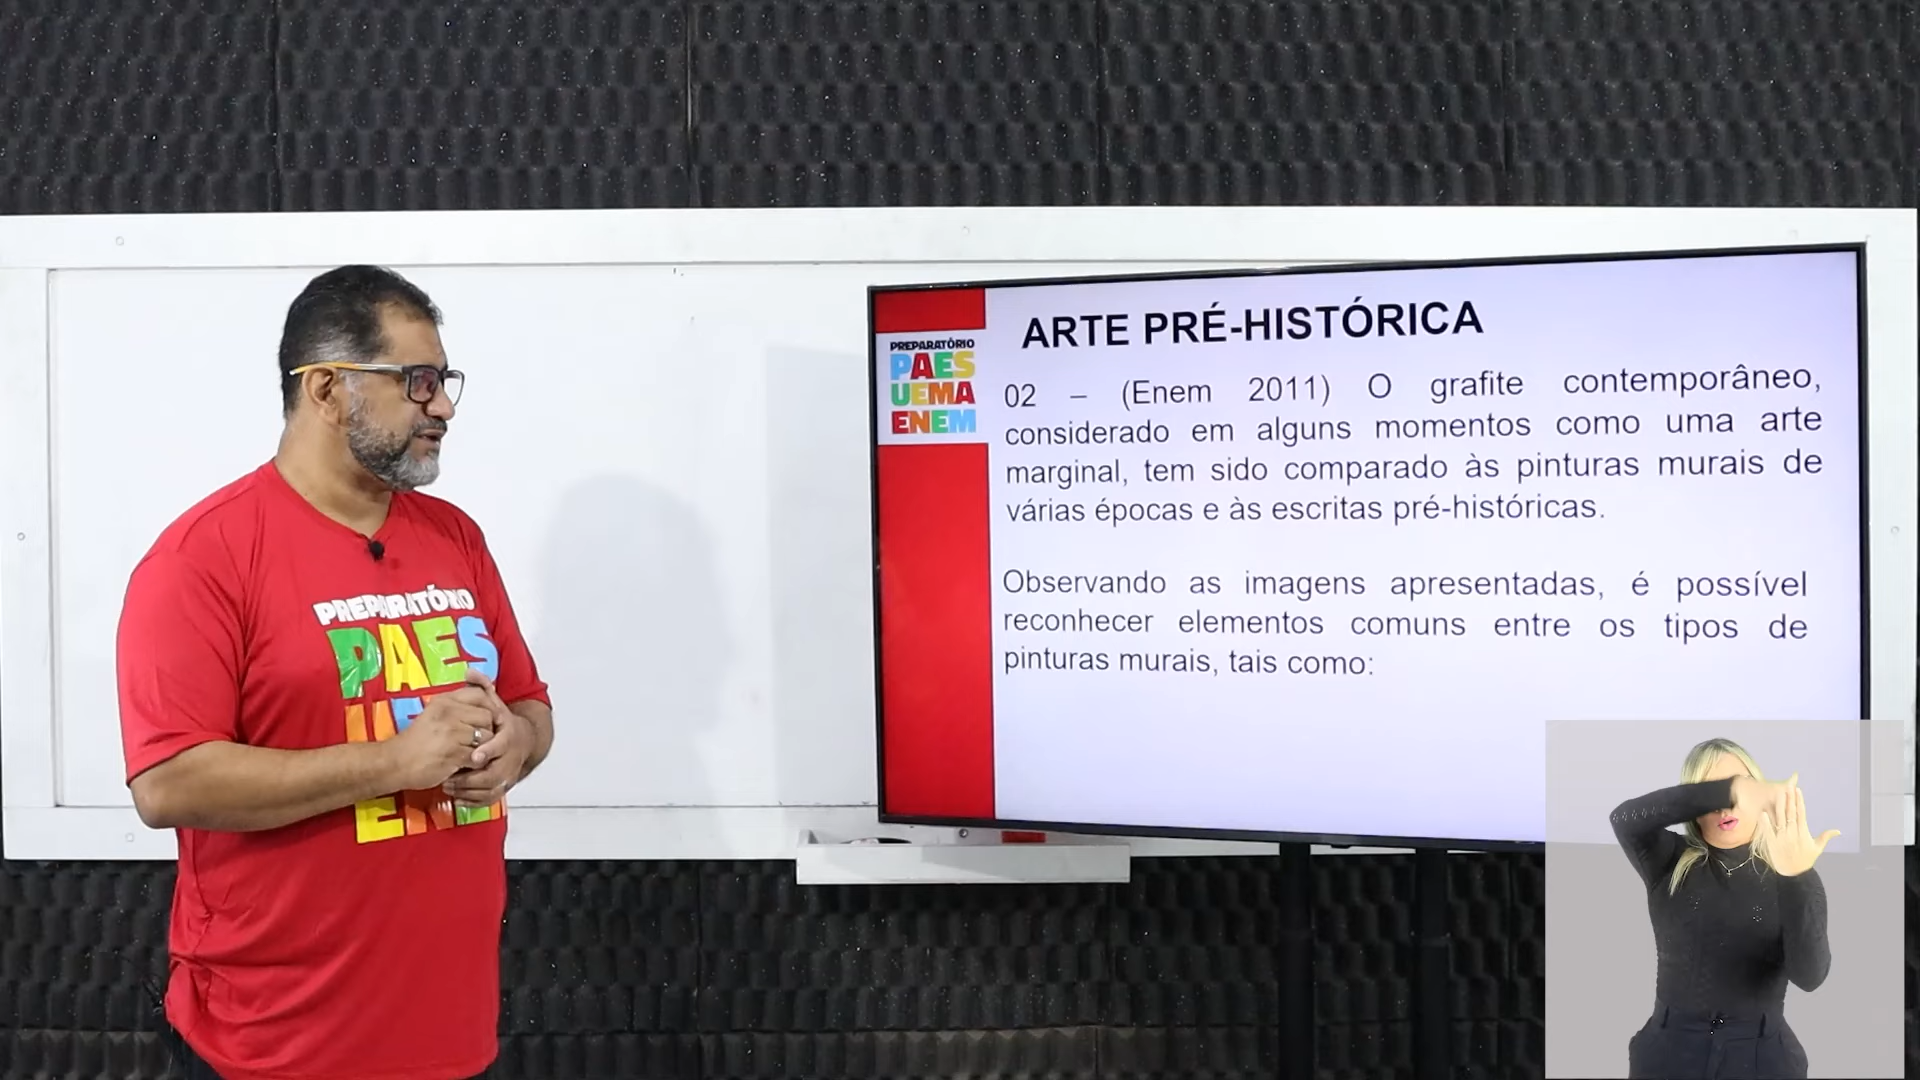 ARTE PRÉ-HISTÓRICA
PREPARATÓRIO
PAES
UEMA
ENEM
02 – (Enem 2011) O grafite contemporâneo,
considerado em alguns momentos como uma arte
marginal, tem sido comparado às pinturas murais de
várias épocas e às escritas pré-históricas.
Observando as imagens apresentadas, é possível
reconhecer elementos comuns entre os tipos de
pinturas murais, tais como:
PREPARATÓRIO
PAES